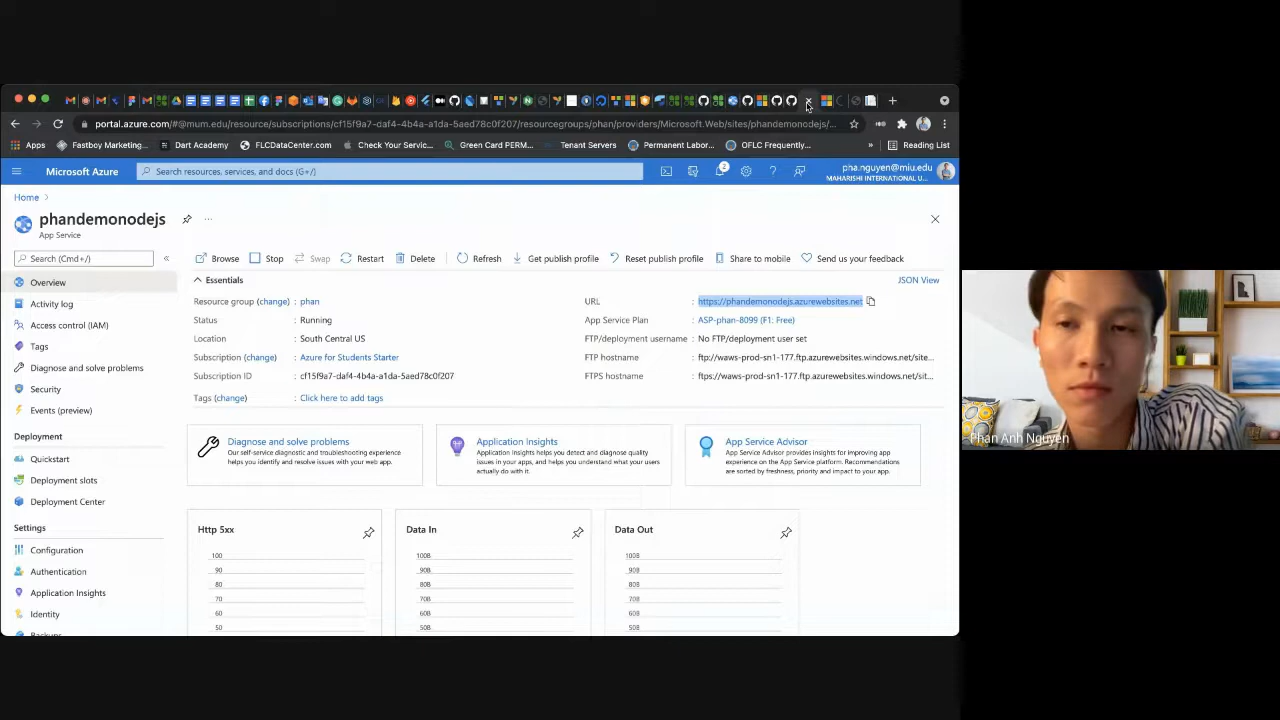 portal.azure.com/#@mum.edu/resource/subscriptions/cf15f9a7-daf4-4b4a-a1da-5aed78c0f207/resourcegroups/phan/providers/Microsoft.Web/sites/phandemonodejs/...
Apps Fastboy Marketing... Dart Academy FLCDataCenter.com Check Your Servic... Green Card PERM... Tenant Servers Permanent Labor... OFLC Frequently... » Reading List
Microsoft Azure Search resources, services, and docs (G+/) 2 pha.nguyen@miu.edu
MAHARISHI INTERNATIONAL U...
Home >
phandemonodejs ...
App Service
Search (Cmd+/) « Browse Stop Swap Restart Delete Refresh Get publish profile Reset publish profile Share to mobile Send us your feedback
Overview
Essentials JSON View
Activity log
Resource group (change) : phan URL : https://phandemonodejs.azurewebsites.net
Access control (IAM)
Status : Running App Service Plan : ASP-phan-8099 (F1: Free)
Tags
Location : South Central US FTP/deployment username : No FTP/deployment user set
Diagnose and solve problems
Subscription (change) : Azure for Students Starter FTP hostname : ftp://waws-prod-sn1-177.ftp.azurewebsites.windows.net/site...
Security
Subscription ID : cf15f9a7-daf4-4b4a-a1da-5aed78c0f207 FTPS hostname : ftps://waws-prod-sn1-177.ftp.azurewebsites.windows.net/sit...
Events (preview)
Tags (change) : Click here to add tags
Deployment
Quickstart
Deployment slots
Deployment Center
Settings
Configuration
Authentication
Application Insights
Identity
Backups
Diagnose and solve problems
Our self-service diagnostic and troubleshooting experience
helps you identify and resolve issues with your web app.
Application Insights
Application Insights helps you detect and diagnose quality
issues in your apps, and helps you understand what your users
actually do with it.
App Service Advisor
App Service Advisor provides insights for improving app
experience on the App Service platform. Recommendations
are sorted by freshness, priority and impact to your app.
Http 5xx
100
90
80
70
60
50
Data In
100B
90B
80B
70B
60B
50B
Data Out
100B
90B
80B
70B
60B
50B
Phan Anh Nguyen